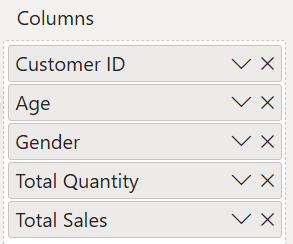 Columns
Customer ID
Age
Gender
Total Quantity
Total Sales